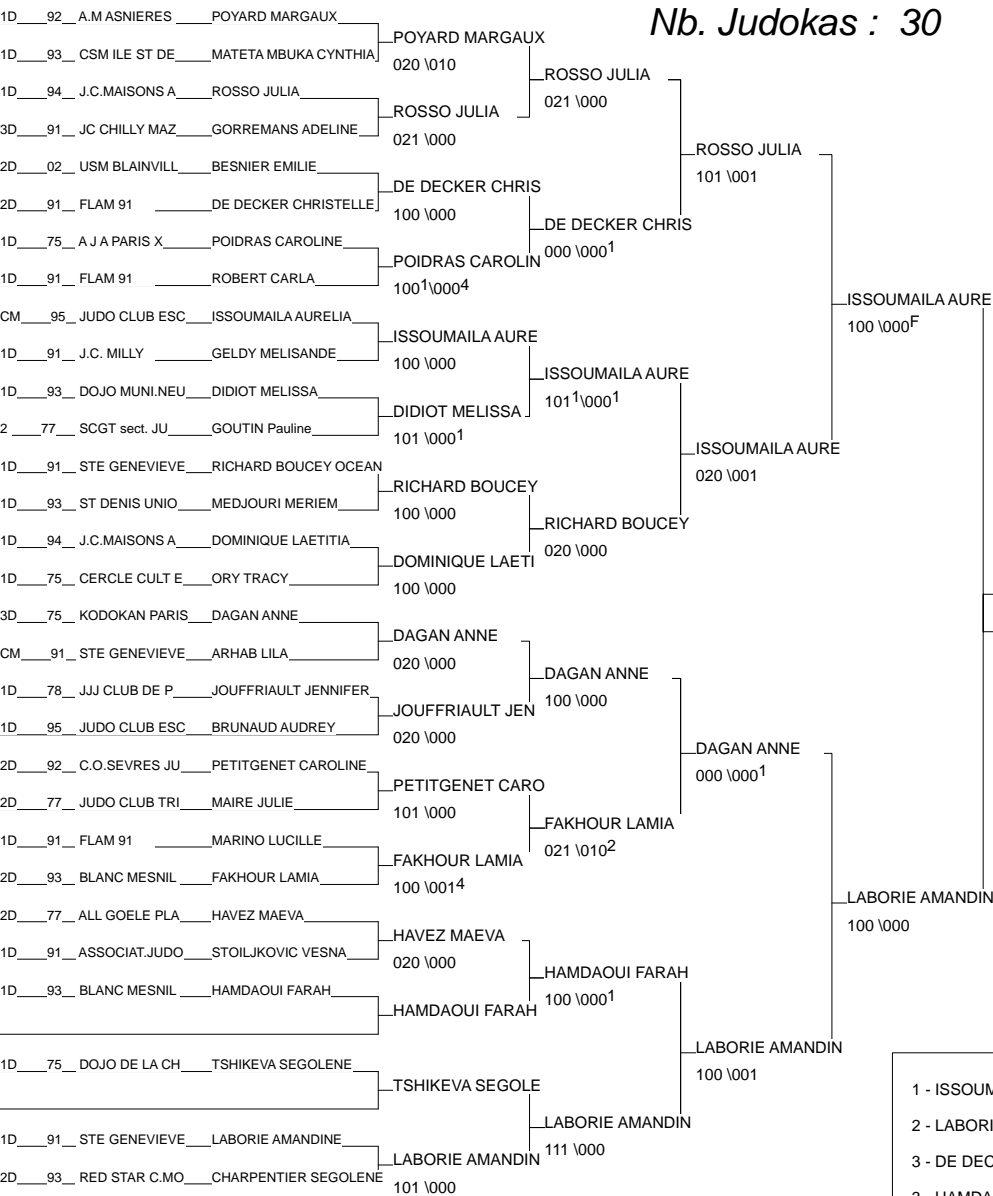 Nb. Judokas : 30
1D 92 A.M ASNIERES POYARD MARGAUX
1D 93 CSM ILE ST DE MATETA MBUKA CYNTHIA
1D 94 J.C.MAISONS A ROSSO JULIA
3D 91 JC CHILLY MAZ GORREMANS ADELINE
2D 02 USM BLAINVILL BESNIER EMILIE
2D 91 FLAM 91 DE DECKER CHRISTELLE
1D 75 A J A PARIS X POIDRAS CAROLINE
1D 91 FLAM 91 ROBERT CARLA
CM 95 JUDO CLUB ESC ISSOUMAILA AURELIA
1D 91 J.C. MILLY GELDY MELISANDE
1D 93 DOJO MUNI.NEU DIDIOT MELISSA
2 77 SCGT sect. JU GOUTIN Pauline
1D 91 STE GENEVIEVE RICHARD BOUCEY OCEAN
1D 93 ST DENIS UNIO MEDJOURI MERIEM
1D 94 J.C.MAISONS A DOMINIQUE LAETITIA
1D 75 CERCLE CULT E ORY TRACY
3D 75 KODOKAN PARIS DAGAN ANNE
CM 91 STE GENEVIEVE ARHAB LILA
1D 78 JJJ CLUB DE P JOUFFRIAULT JENNIFER
1D 95 JUDO CLUB ESC BRUNAUD AUDREY
2D 92 C.O.SEVRES JU PETITGENET CAROLINE
2D 77 JUDO CLUB TRI MAIRE JULIE
1D 91 FLAM 91 MARINO LUCILLE
2D 93 BLANC MESNIL FAKHOUR LAMIA
2D 77 ALL GOELE PLA HAVEZ MAEVA
1D 91 ASSOCIAT.JUDO STOILJKOVIC VESNA
1D 93 BLANC MESNIL HAMDAOUI FARAH
1D 75 DOJO DE LA CH TSHIKEVA SEGOLENE
1D 91 STE GENEVIEVE LABORIE AMANDINE
2D 93 RED STAR C.MO CHARPENTIER SEGOLENE
POYARD MARGAUX
020 \010
ROSSO JULIA
021 \000
DE DECKER CHRIS
100 \000
POIDRAS CAROLIN
1001\0004
ISSOUMAILA AURE
100 \000
DIDIOT MELISSA
101 \0001
RICHARD BOUCEY
100 \000
DOMINIQUE LAETI
100 \000
DAGAN ANNE
020 \000
JOUFFRIAULT JEN
020 \000
PETITGENET CARO
101 \000
FAKHOUR LAMIA
100 \0014
HAVEZ MAEVA
020 \000
HAMDAOUI FARAH
TSHIKEVA SEGOLE
LABORIE AMANDIN
101 \000
ROSSO JULIA
021 \000
DE DECKER CHRIS
000 \0001
ISSOUMAILA AURE
1011\0001
RICHARD BOUCEY
020 \000
DAGAN ANNE
100 \000
FAKHOUR LAMIA
021 \0102
HAMDAOUI FARAH
100 \0001
LABORIE AMANDIN
111 \000
ROSSO JULIA
101 \001
ISSOUMAILA AURE
020 \001
DAGAN ANNE
000 \0001
LABORIE AMANDIN
100 \001
ISSOUMAILA AURE
100 \000F
LABORIE AMANDIN
100 \000
1 - ISSOUM
2 - LABORI
3 - DE DEC
3 - HAMDA